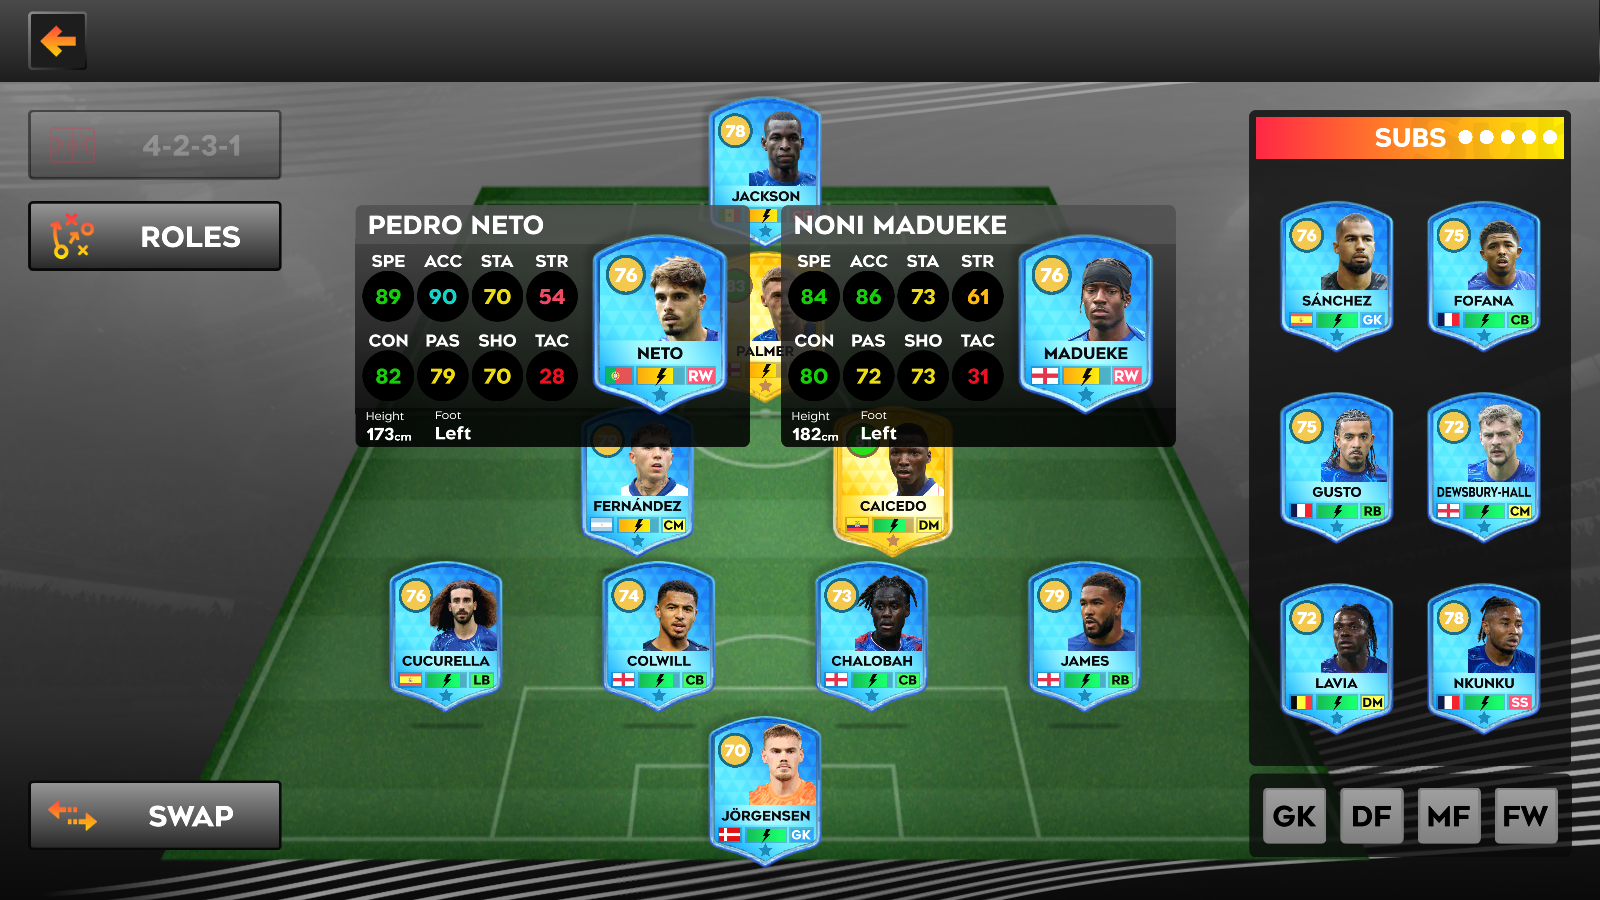 4-2-3-1
ROLES
SWAP
78
JACKSON
PEDRO NETO
SPE ACC STA STR
89 90 70 54
CON PAS SHO TAC
82 79 70 28
Height Foot
173cm Left
76
NETO
RW
83
PALMER
NONI MADUEKE
SPE ACC STA STR
84 86 73 61
CON PAS SHO TAC
80 72 73 31
Height Foot
182cm Left
76
MADUEKE
RW
FERNÁNDEZ
CM
CAICEDO
DM
76
CUCURELLA
LB
74
COLWILL
CB
73
CHALOBAH
CB
79
JAMES
RB
70
JÖRGENSEN
GK
SUBS
76
SÁNCHEZ
GK
75
FOFANA
CB
75
GUSTO
RB
72
DEWSBURY-HALL
CM
72
LAVIA
DM
78
NKUNKU
SS
GK DF MF FW